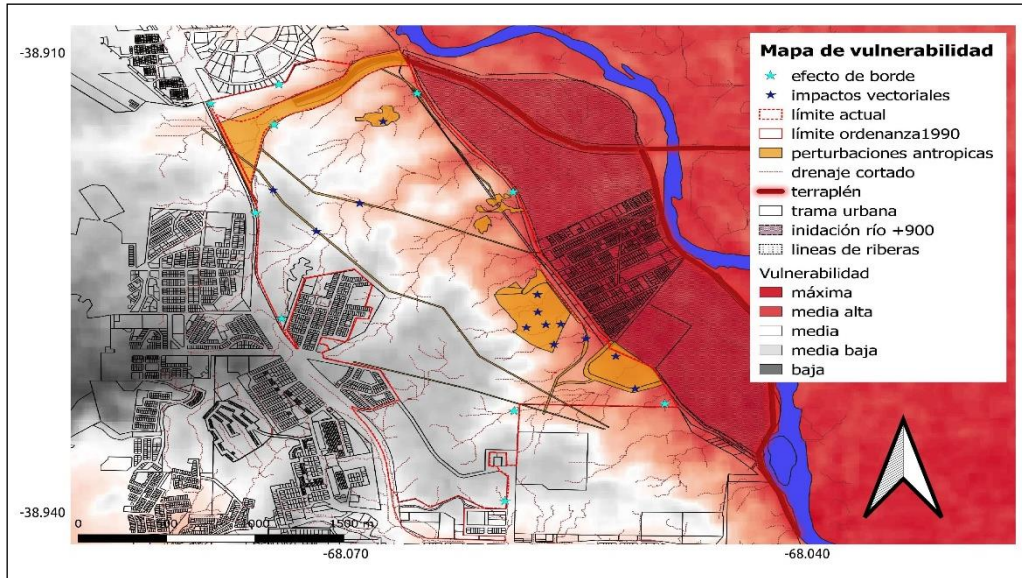 -38.910
-38.940
Mapa de vulnerabilidad
efecto de borde
impactos vectoriales
límite actual
límite ordenanza1990
perturbaciones antropicas
drenaje cortado
terraplén
trama urbana
inidación río +900
lineas de riberas
Vulnerabilidad
máxima
media alta
media
media baja
baja
0 500 1000 1500 m
-68.070
-68.040